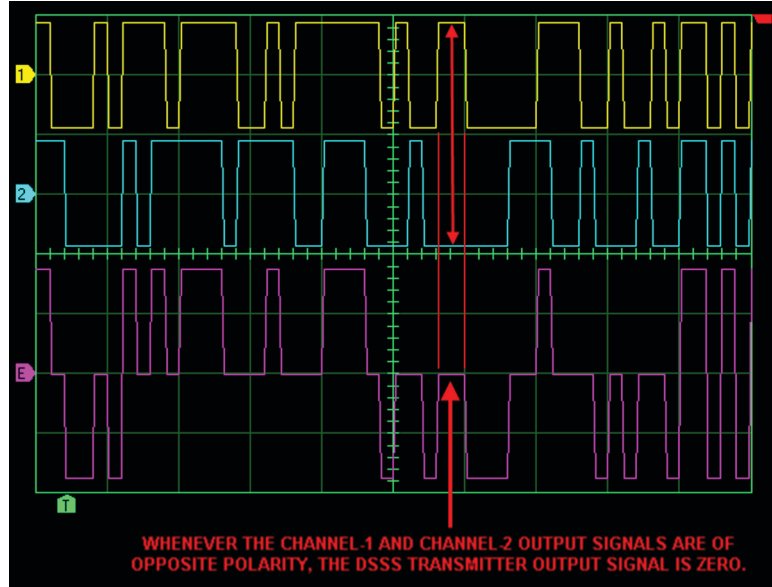 1
2
E
T
WHENEVER THE CHANNEL-1 AND CHANNEL-2 OUTPUT SIGNALS ARE OF
OPPOSITE POLARITY, THE DSSS TRANSMITTER OUTPUT SIGNAL IS ZERO.